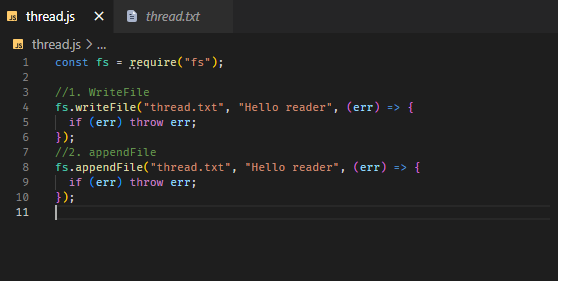 JS thread.js × thread.txt
JS thread.js > ...
1 const fs = require("fs");
2
3 //1. WriteFile
4 fs.writeFile("thread.txt", "Hello reader", (err) => {
5   if (err) throw err;
6 });
7 //2. appendFile
8 fs.appendFile("thread.txt", "Hello reader", (err) => {
9   if (err) throw err;
10 });
11